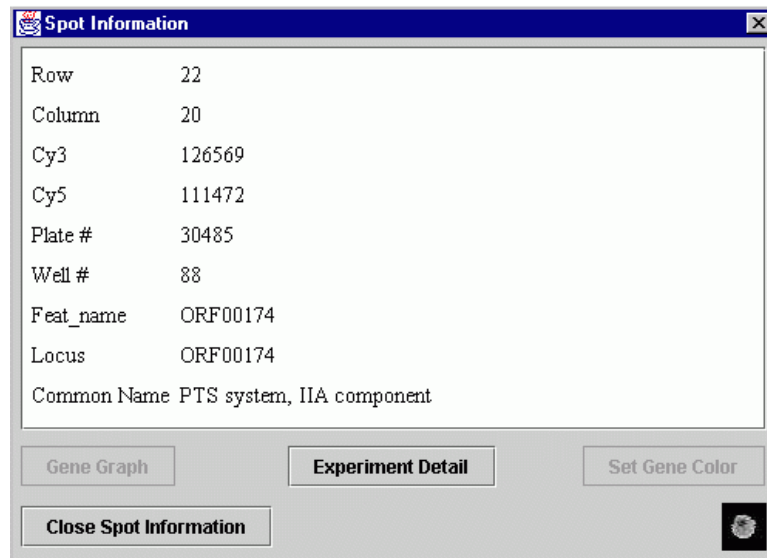 Spot Information
Row 22
Column 20
Cy3 126569
Cy5 111472
Plate # 30485
Well # 88
Feat_name ORF00174
Locus ORF00174
Common Name PTS system, IIA component
Gene Graph Experiment Detail Set Gene Color
Close Spot Information